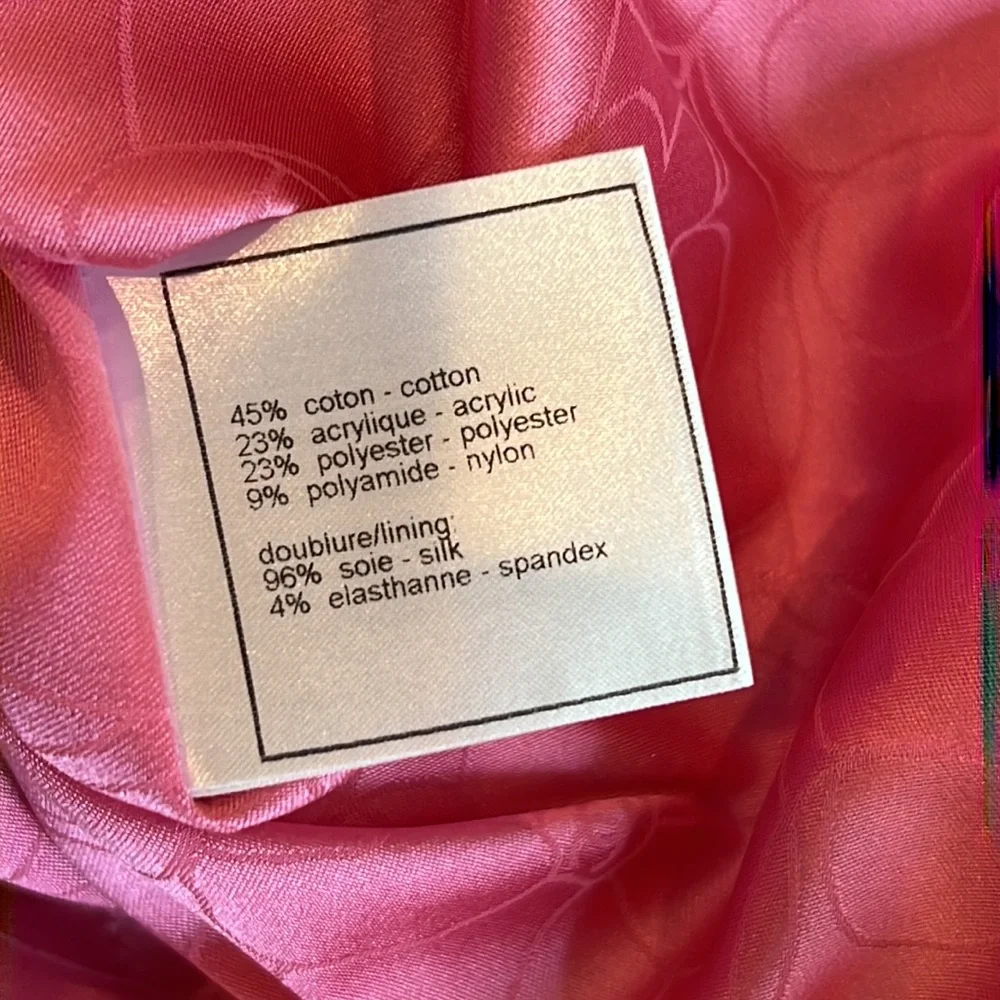 45% coton - cotton
23% acrylique - acrylic
23% polyester - polyester
9% polyamide - nylon
doublure/lining:
96% soie - silk
4% elasthanne - spandex